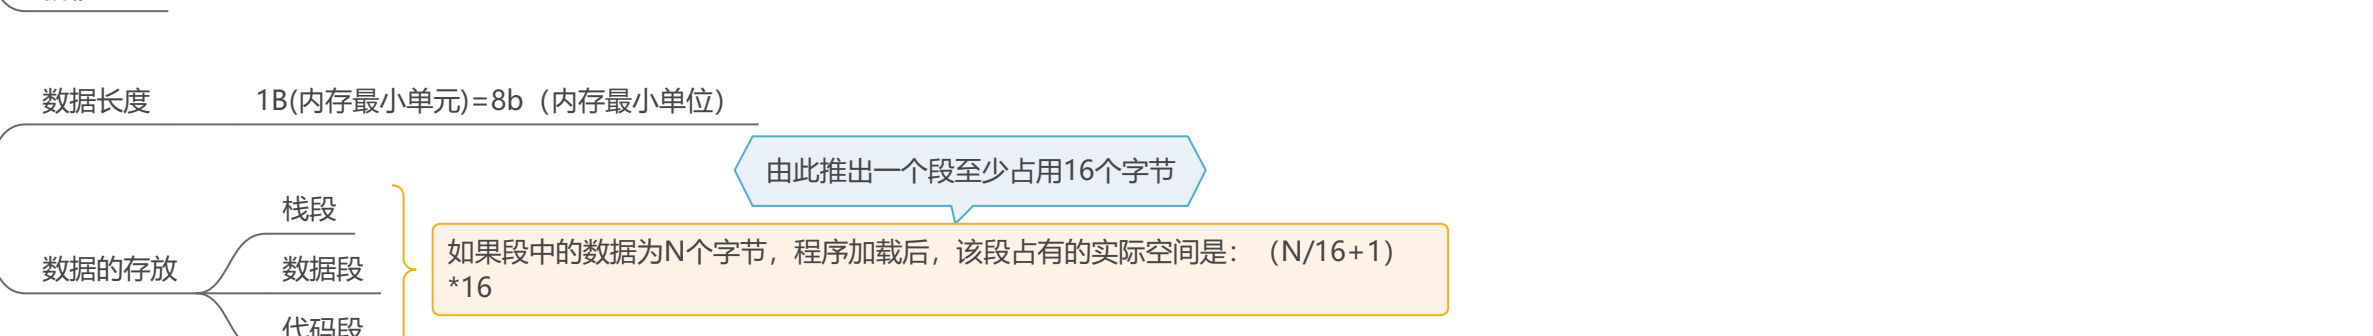 数据长度
1B(内存最小单元)=8b（内存最小单位）
由此推出一个段至少占用16个字节
栈段
如果段中的数据为N个字节，程序加载后，该段占有的实际空间是：（N/16+1）
*16
数据的存放
数据段
代码段